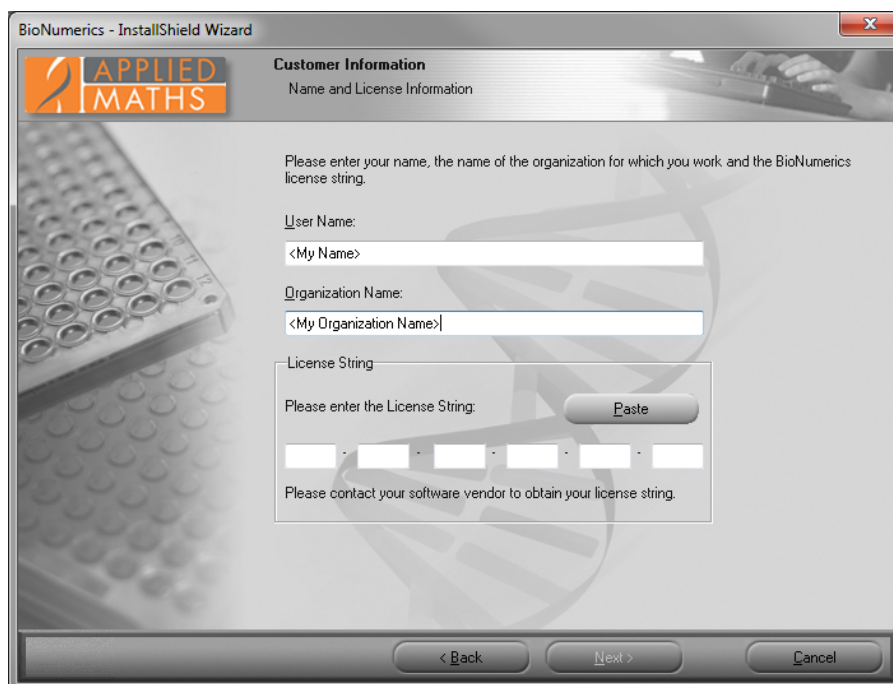 BioNumerics - InstallShield Wizard
APPLIED
MATHS
Customer Information
Name and License Information
Please enter your name, the name of the organization for which you work and the BioNumerics
license string.
User Name:
<My Name>
Organization Name:
<My Organization Name>
License String
Please enter the License String:
Paste
- - - - -
Please contact your software vendor to obtain your license string.
10
11
12
< Back
Next >
Cancel